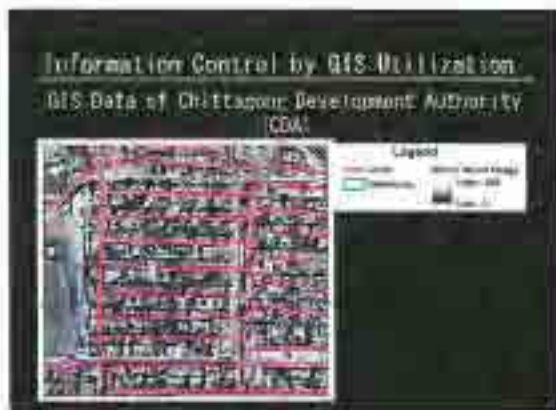 Information Control by GIS Utilization
GIS Data of Chittagong Development Authority
(CDA)
Legend